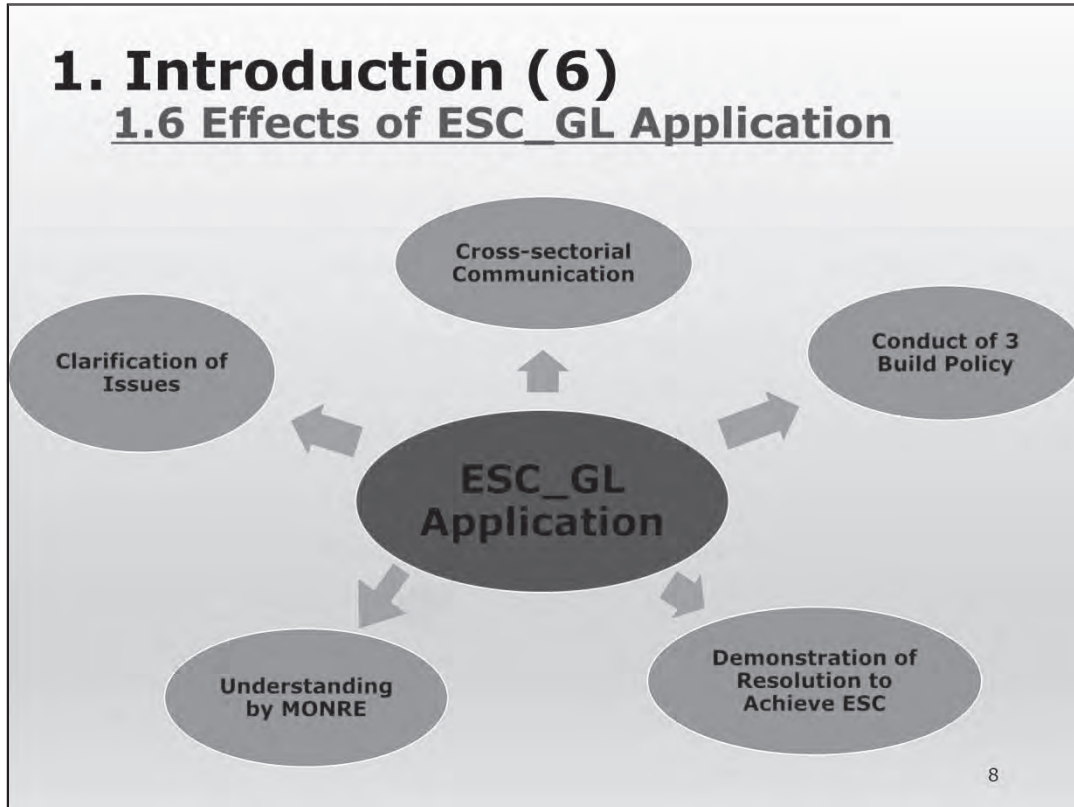 1. Introduction (6)
1.6 Effects of ESC_GL Application
Cross-sectorial
Communication
Clarification of
Issues
Conduct of 3
Build Policy
ESC_GL
Application
Understanding
by MONRE
Demonstration of
Resolution to
Achieve ESC
8